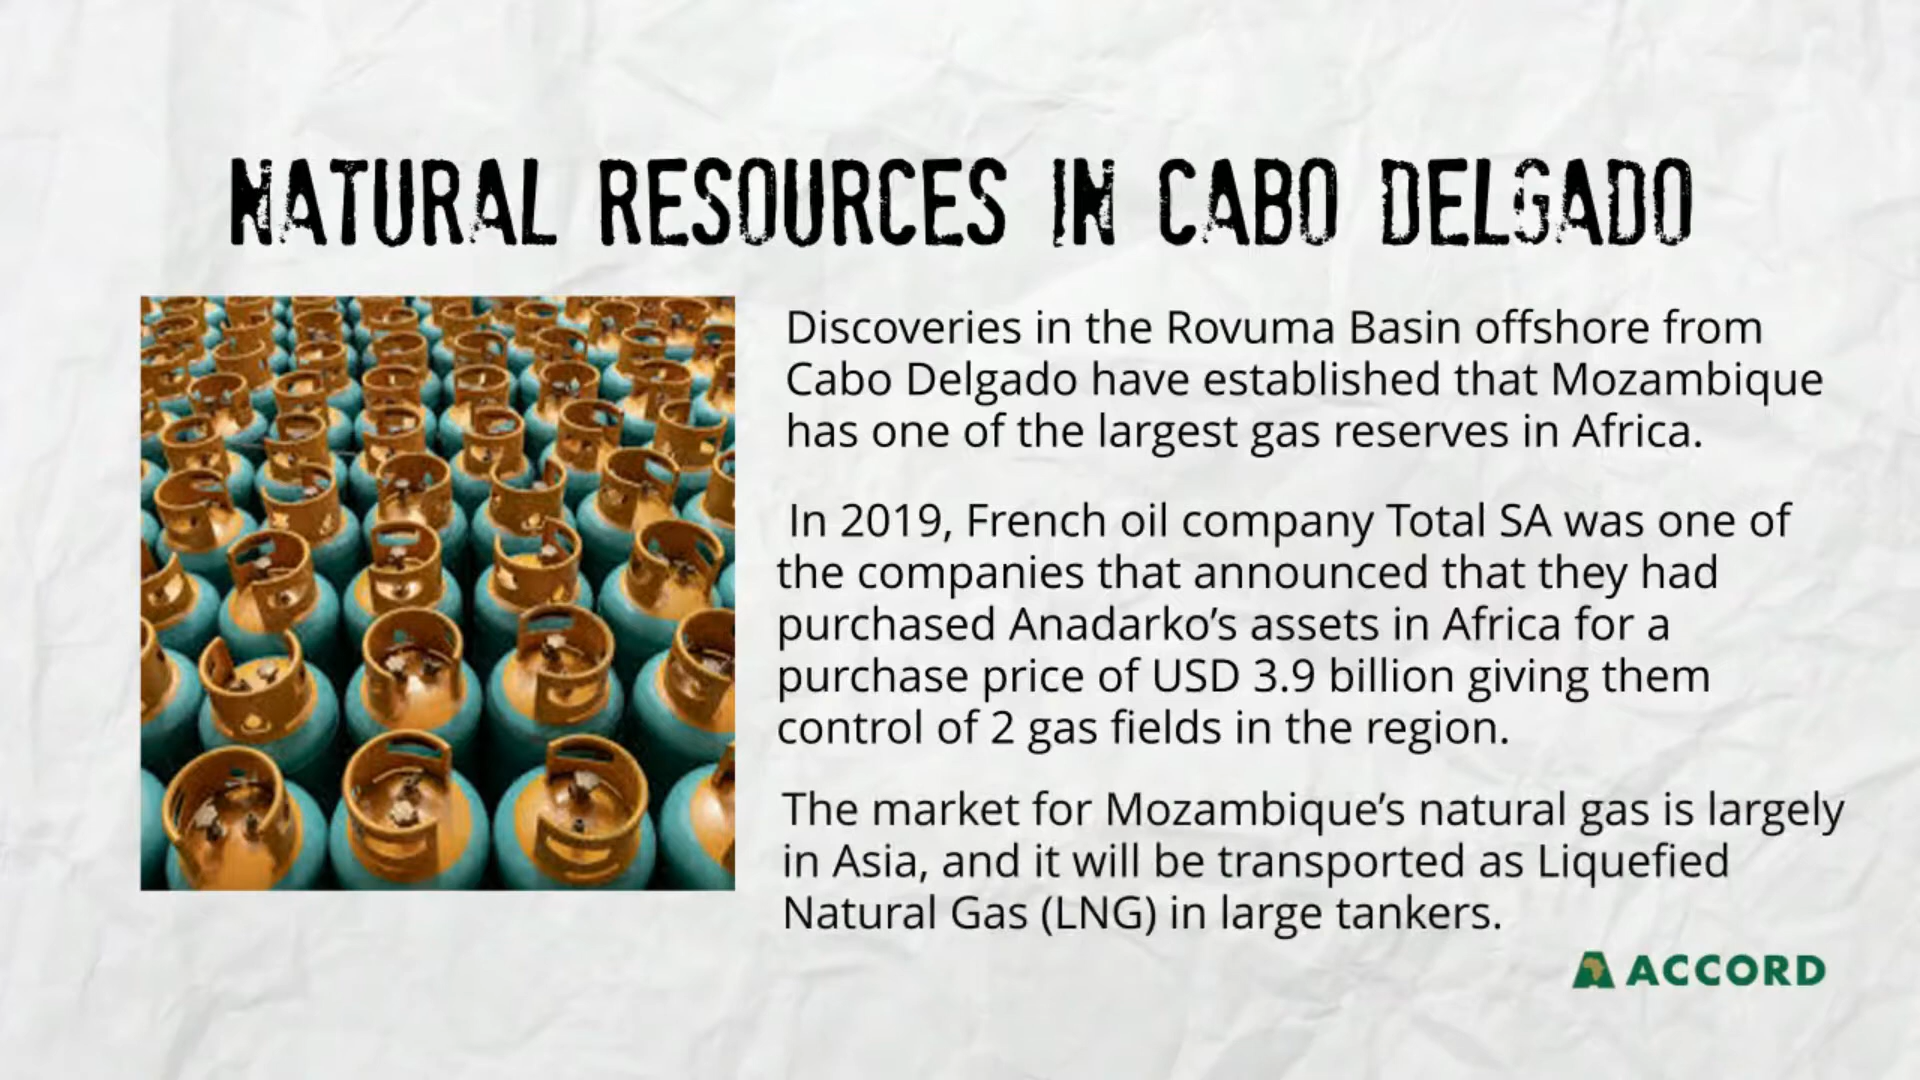 NATURAL RESOURCES IN CABO DELGADO
Discoveries in the Rovuma Basin offshore from
Cabo Delgado have established that Mozambique
has one of the largest gas reserves in Africa.
In 2019, French oil company Total SA was one of
the companies that announced that they had
purchased Anadarko’s assets in Africa for a
purchase price of USD 3.9 billion giving them
control of 2 gas fields in the region.
The market for Mozambique’s natural gas is largely
in Asia, and it will be transported as Liquefied
Natural Gas (LNG) in large tankers.
ACCORD